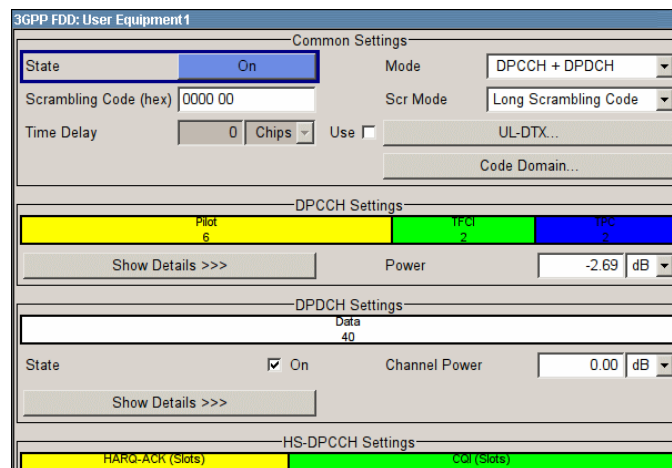 3GPP FDD: User Equipment1
Common Settings
State On Mode DPCCH + DPDCH
Scrambling Code (hex) 0000 00 Scr Mode Long Scrambling Code
Time Delay 0 Chips Use UL-DTX...
Code Domain...
DPCCH Settings
Pilot TFCI TPC
6 2 2
Show Details >>> Power -2.69 dB
DPDCH Settings
Data
40
State On Channel Power 0.00 dB
Show Details >>>
HS-DPCCH Settings
HARQ-ACK (Slots) CQI (Slots)